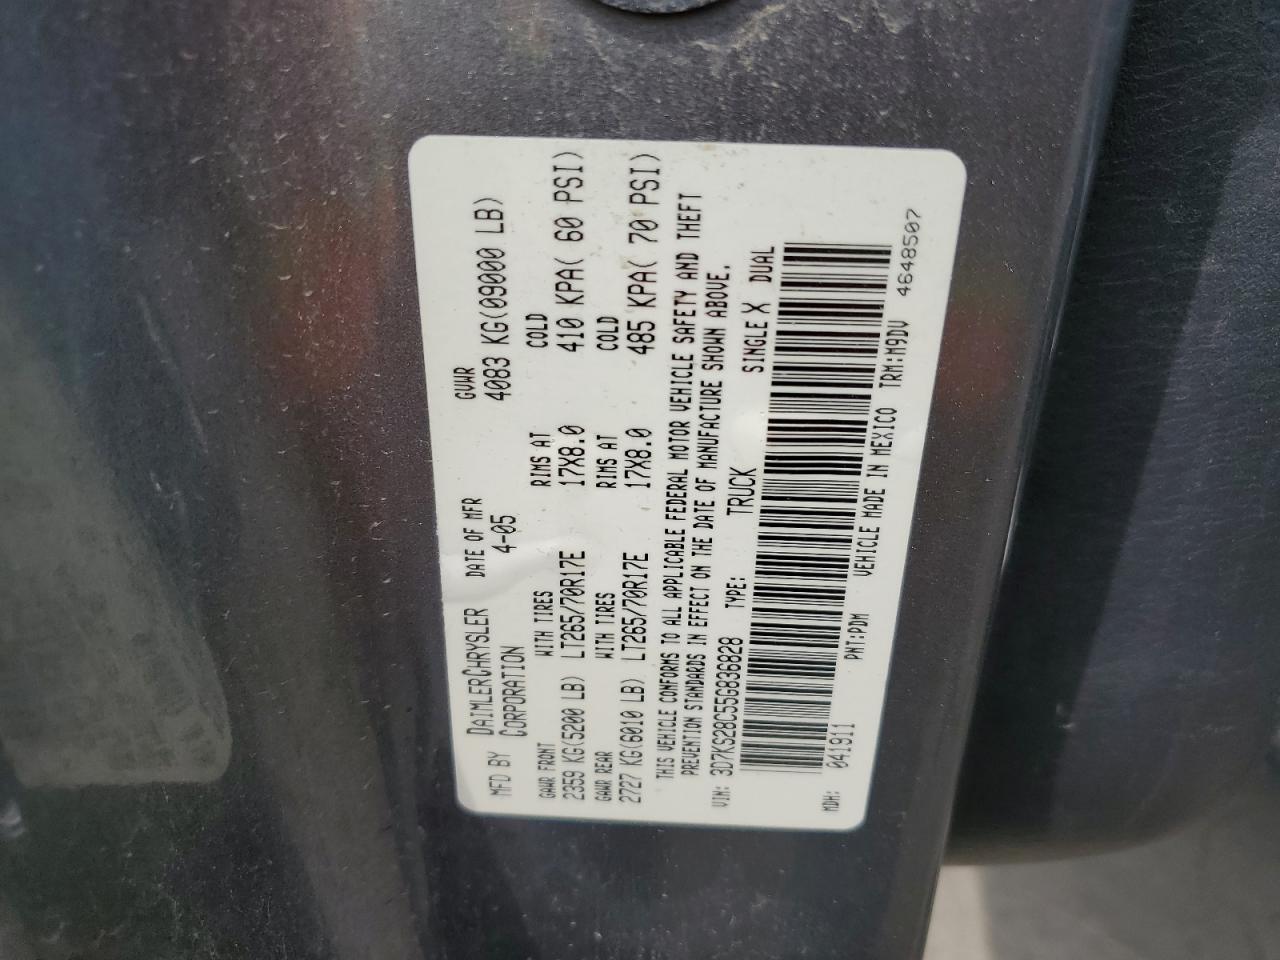 MFD BY DAIMLERCHRYSLER CORPORATION DATE OF MFR 4-05 GVWR 4083 KG(09000 LB)
GAWR FRONT WITH TIRES RIMS AT COLD
2359 KG(5200 LB) LT265/70R17E 17X8.0 410 KPA( 60 PSI)
GAWR REAR WITH TIRES RIMS AT COLD
2727 KG(6010 LB) LT265/70R17E 17X8.0 485 KPA( 70 PSI)
THIS VEHICLE CONFORMS TO ALL APPLICABLE FEDERAL MOTOR VEHICLE SAFETY AND THEFT
PREVENTION STANDARDS IN EFFECT ON THE DATE OF MANUFACTURE SHOWN ABOVE.
VIN: 3D7KS28C55G836828 TYPE: TRUCK SINGLE X DUAL
MDH: 041911 PNT:PDM VEHICLE MADE IN MEXICO TRM:M9DV 4648507